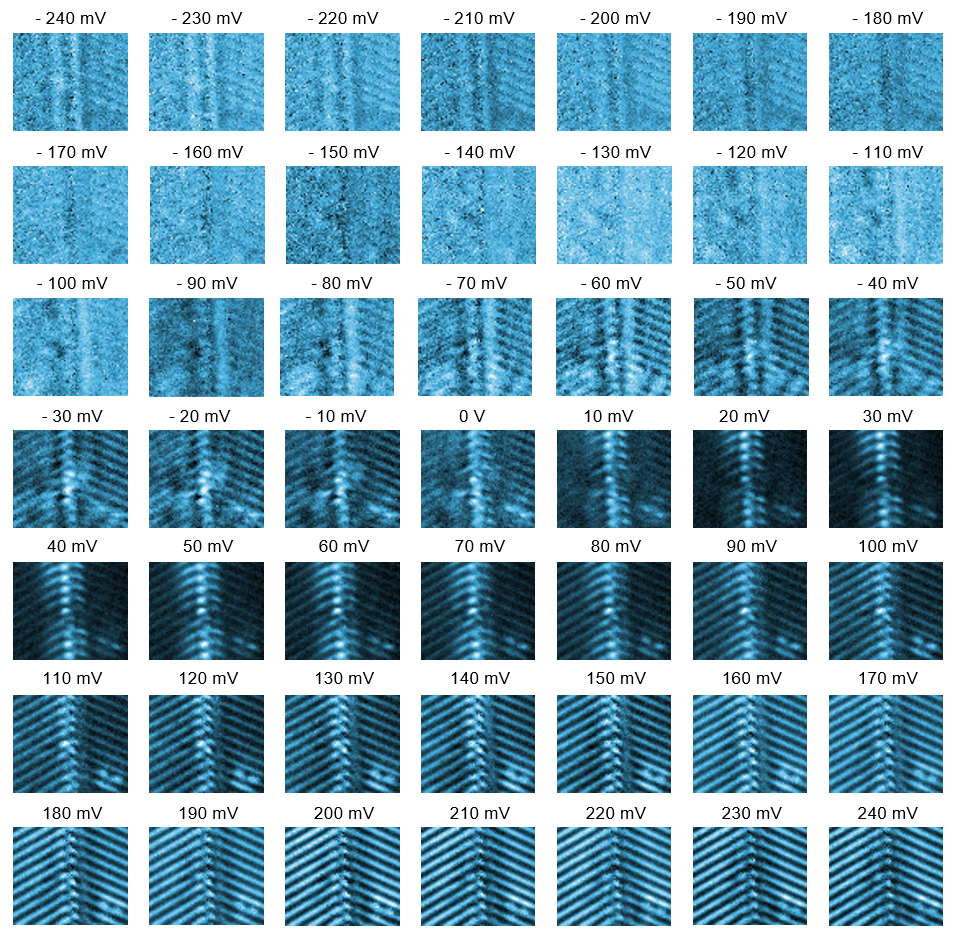 - 240 mV - 230 mV - 220 mV - 210 mV - 200 mV - 190 mV - 180 mV
- 170 mV - 160 mV - 150 mV - 140 mV - 130 mV - 120 mV - 110 mV
- 100 mV - 90 mV - 80 mV - 70 mV - 60 mV - 50 mV - 40 mV
- 30 mV - 20 mV - 10 mV 0 V 10 mV 20 mV 30 mV
40 mV 50 mV 60 mV 70 mV 80 mV 90 mV 100 mV
110 mV 120 mV 130 mV 140 mV 150 mV 160 mV 170 mV
180 mV 190 mV 200 mV 210 mV 220 mV 230 mV 240 mV